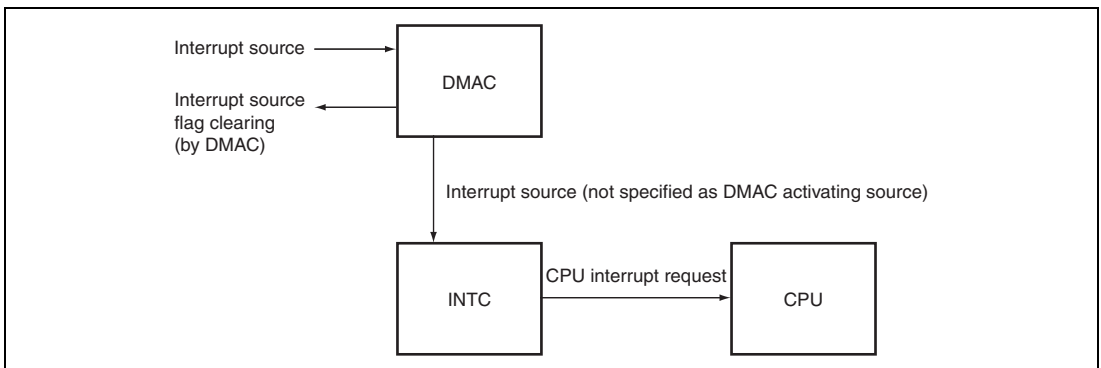 Interrupt source
DMAC
Interrupt source
flag clearing
(by DMAC)
Interrupt source (not specified as DMAC activating source)
CPU interrupt request
INTC
CPU